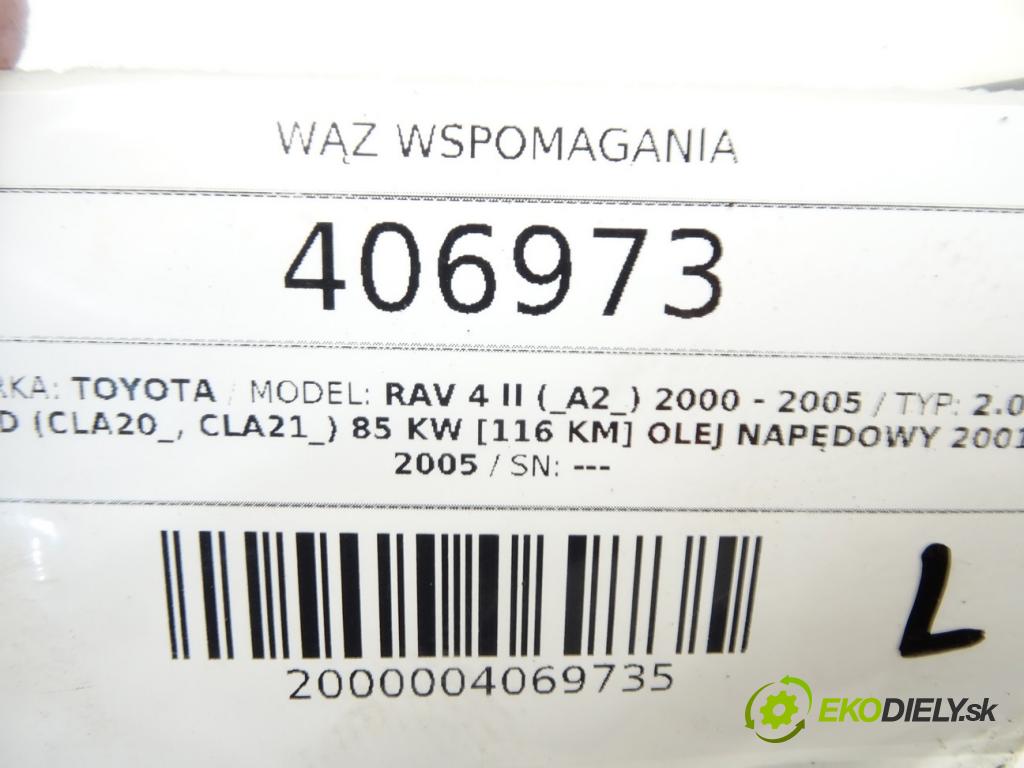 WĄŻ WSPOMAGANIA
406973
RKA: TOYOTA / MODEL: RAV 4 II (_A2_) 2000 - 2005 / TYP: 2.0
D (CLA20_, CLA21_) 85 KW [116 KM] OLEJ NAPĘDOWY 2001
2005 / SN: ---
L
2000004069735
EKODIELY.sk